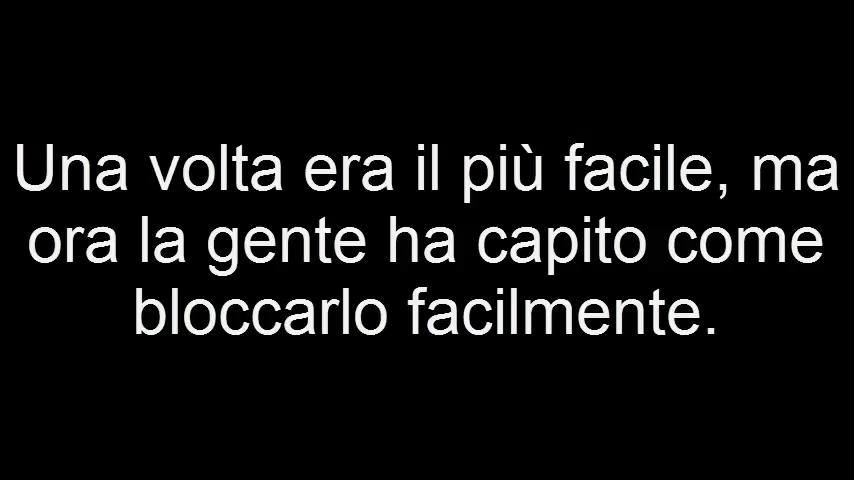 Una volta era il più facile, ma
ora la gente ha capito come
bloccarlo facilmente.